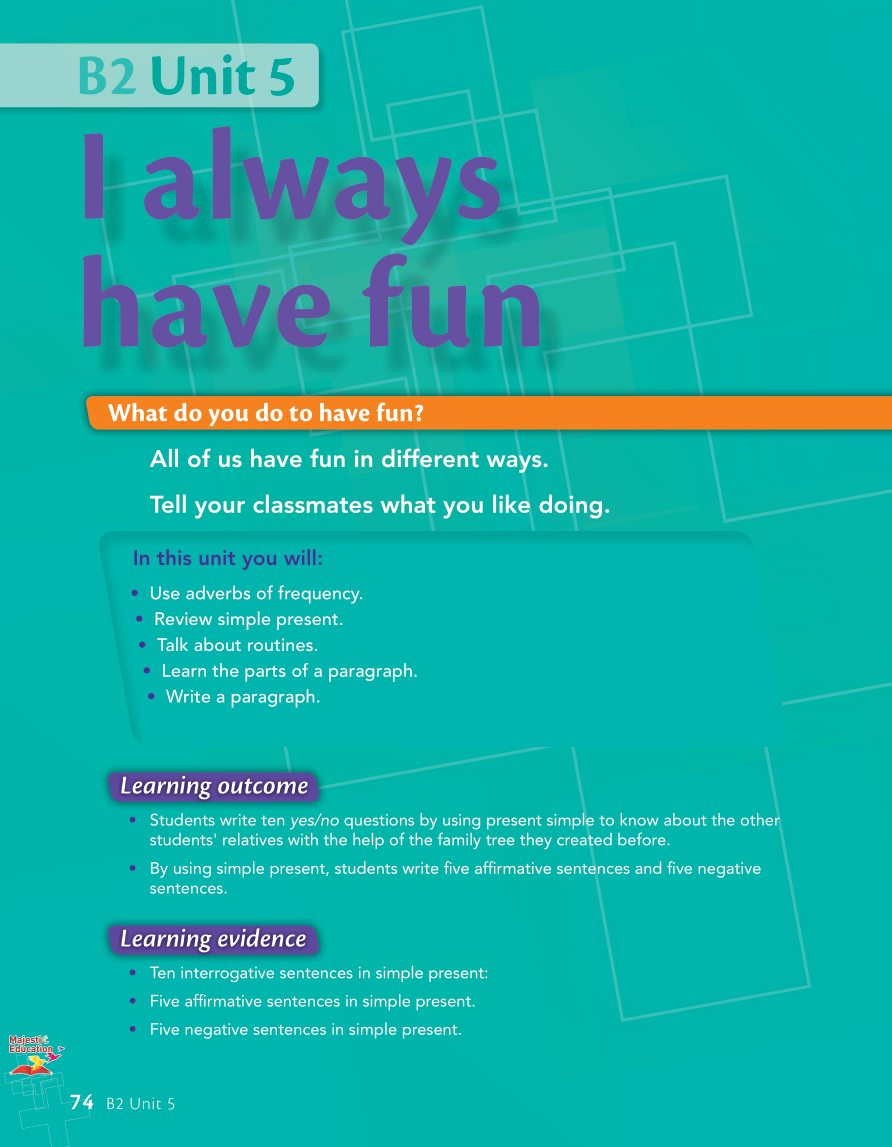 B2 Unit 5
I always
have fun
What do you do to have fun?
All of us have fun in different ways.
Tell your classmates what you like doing.
In this unit you will:
• Use adverbs of frequency.
• Review simple present.
• Talk about routines.
• Learn the parts of a paragraph.
• Write a paragraph.
Learning outcome
• Students write ten yes/no questions by using present simple to know about the other
students' relatives with the help of the family tree they created before.
• By using simple present, students write five affirmative sentences and five negative
sentences.
Learning evidence
• Ten interrogative sentences in simple present:
• Five affirmative sentences in simple present.
• Five negative sentences in simple present.
Majestic
Education
74 B2 Unit 5